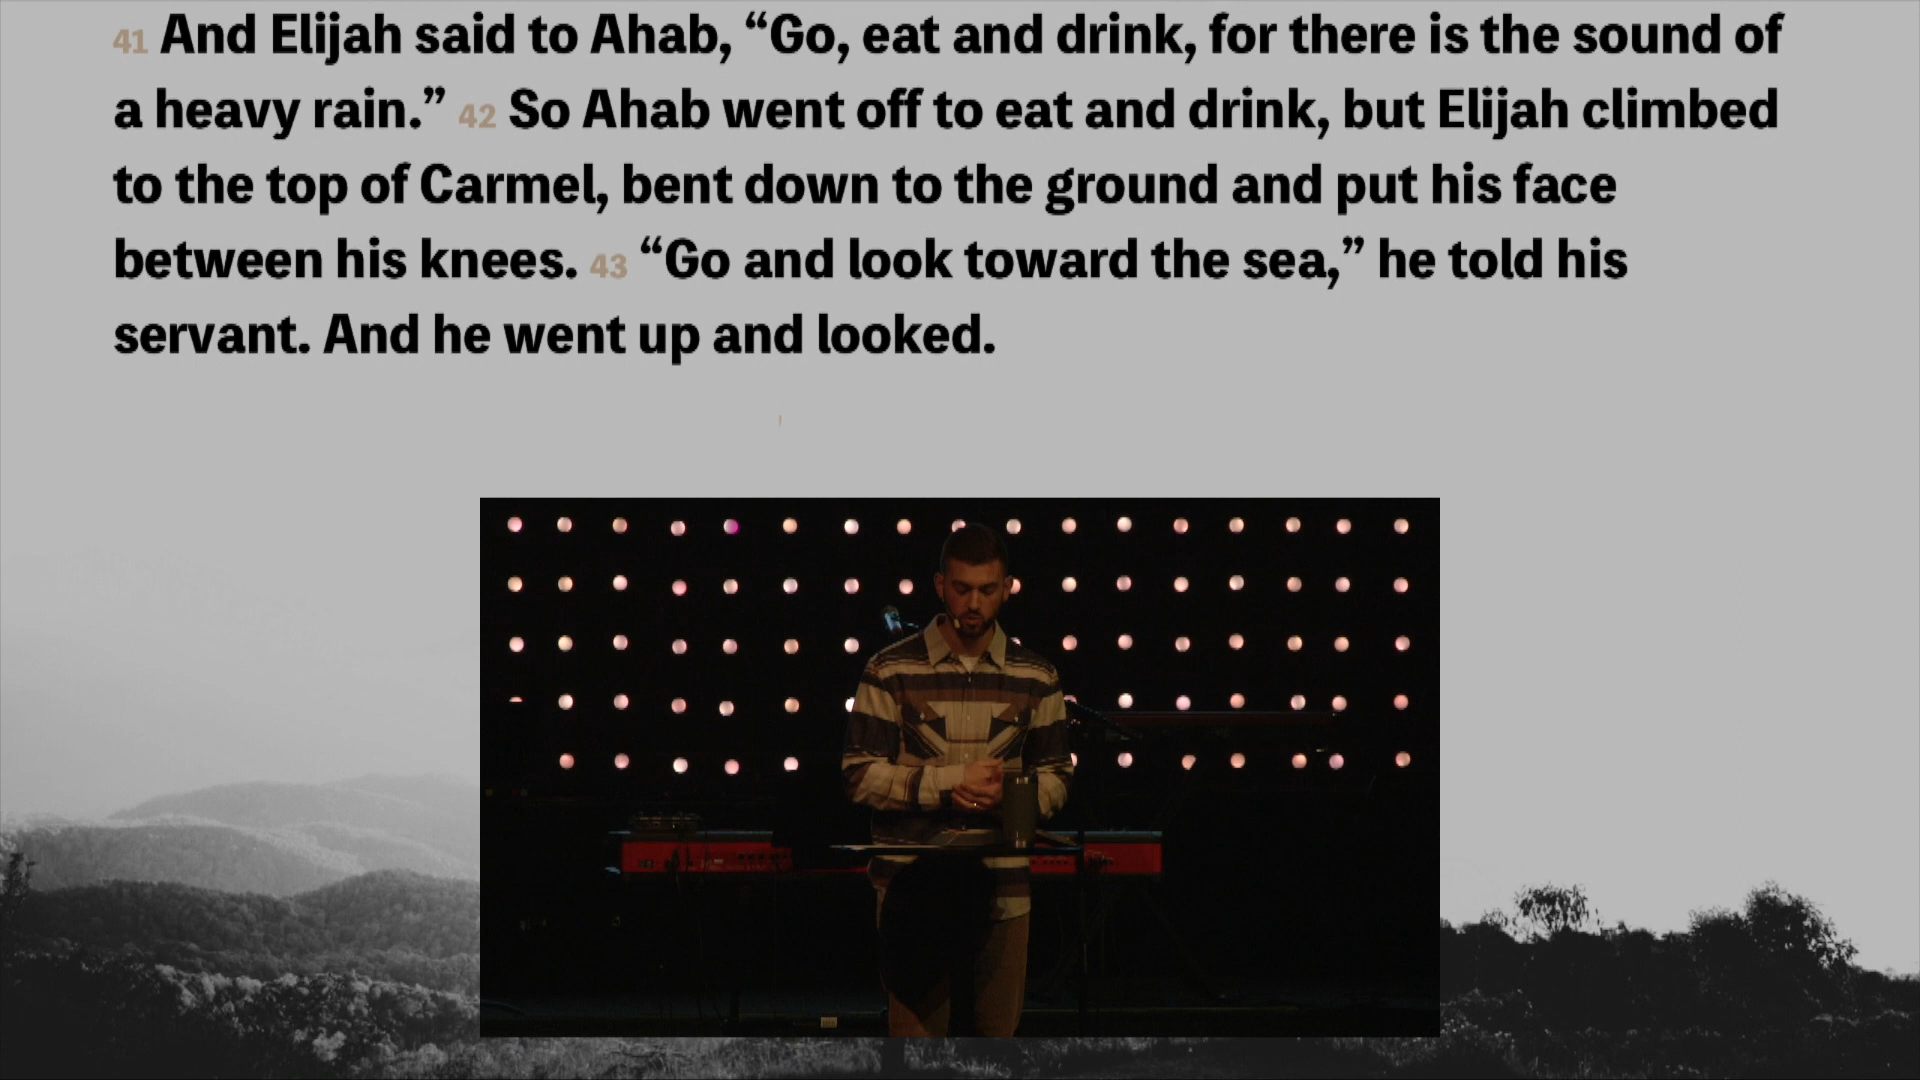 41 And Elijah said to Ahab, “Go, eat and drink, for there is the sound of
a heavy rain.” 42 So Ahab went off to eat and drink, but Elijah climbed
to the top of Carmel, bent down to the ground and put his face
between his knees. 43 “Go and look toward the sea,” he told his
servant. And he went up and looked.